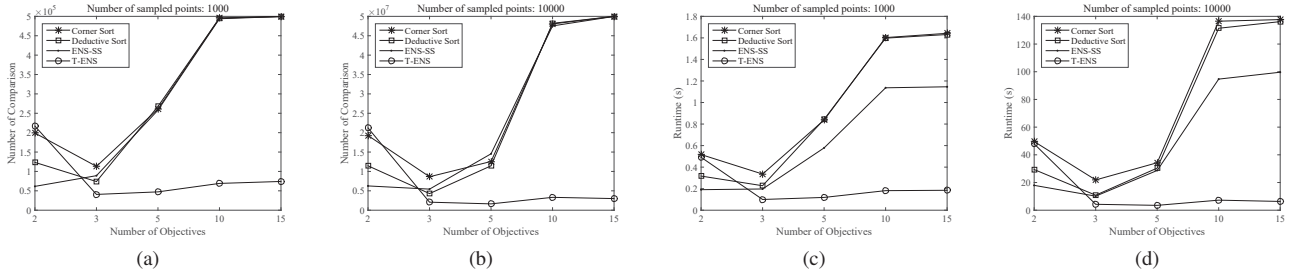 Number of sampled points: 1000
×10^5
Number of Comparison
5
4.5
4
3.5
3
2.5
2
1.5
1
0.5
0
Corner Sort
Deductive Sort
ENS-SS
T-ENS
2 3 5 10 15
Number of Objectives
(a)
Number of sampled points: 10000
×10^7
Number of Comparison
5
4.5
4
3.5
3
2.5
2
1.5
1
0.5
0
Corner Sort
Deductive Sort
ENS-SS
T-ENS
2 3 5 10 15
Number of Objectives
(b)
Number of sampled points: 1000
Runtime (s)
1.8
1.6
1.4
1.2
1
0.8
0.6
0.4
0.2
0
Corner Sort
Deductive Sort
ENS-SS
T-ENS
2 3 5 10 15
Number of Objectives
(c)
Number of sampled points: 10000
Runtime (s)
140
120
100
80
60
40
20
0
Corner Sort
Deductive Sort
ENS-SS
T-ENS
2 3 5 10 15
Number of Objectives
(d)